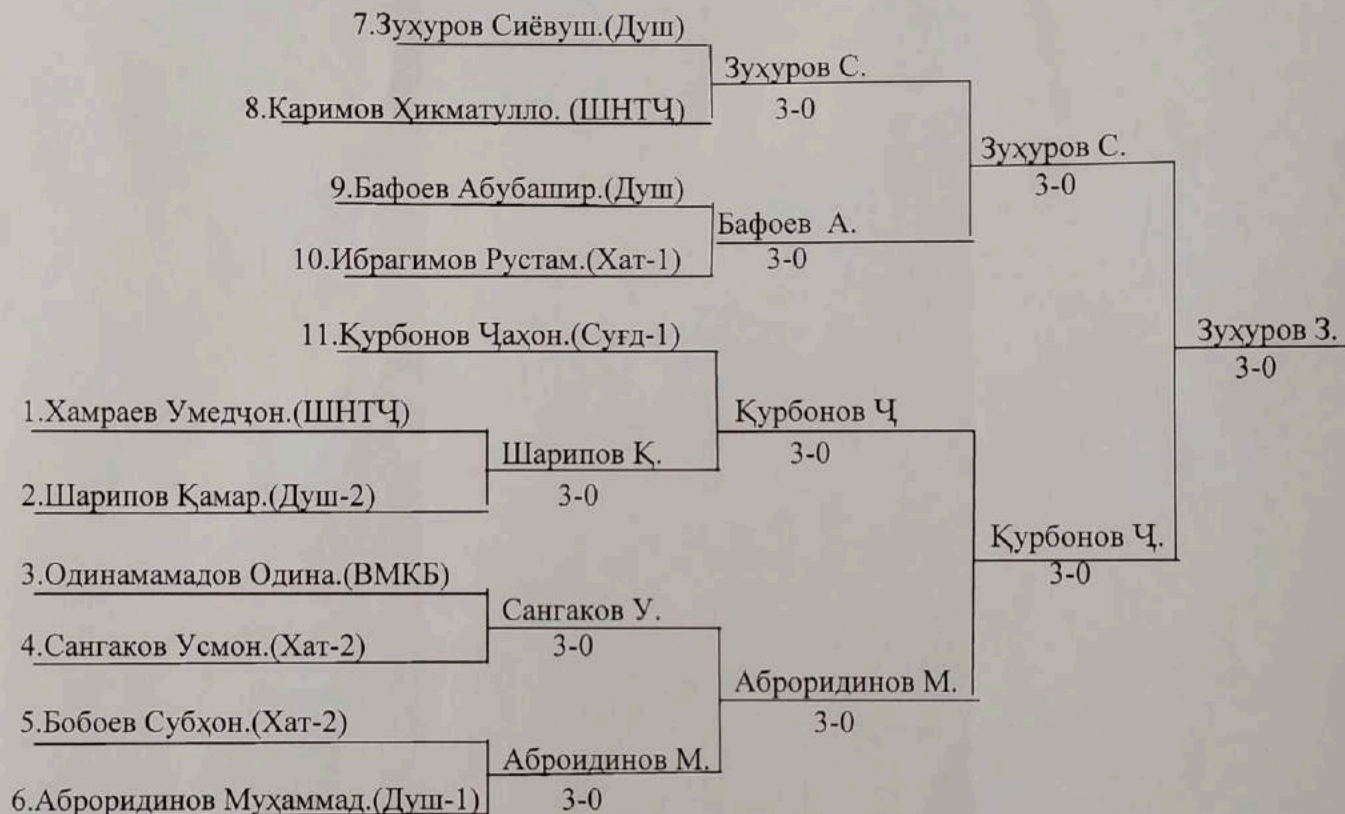 7.Зуҳуров Сиёвуш.(Душ)
Зуҳуров С.
3-0
8.Каримов Ҳикматулло. (ШНТҶ)
Зуҳуров С.
3-0
9.Бафоев Абубашир.(Душ)
Бафоев А.
3-0
10.Ибрагимов Рустам.(Хат-1)
11.Қурбонов Ҷаҳон.(Суғд-1)
Зуҳуров З.
3-0
1.Хамраев Умедҷон.(ШНТҶ)
Қурбонов Ҷ
3-0
Шарипов Қ.
3-0
2.Шарипов Қамар.(Душ-2)
Қурбонов Ҷ.
3-0
3.Одинамамадов Одина.(ВМКБ)
Сангаков У.
3-0
4.Сангаков Усмон.(Хат-2)
Аброридинов М.
3-0
5.Бобоев Субҳон.(Хат-2)
Аброидинов М.
3-0
6.Аброридинов Муҳаммад.(Душ-1)